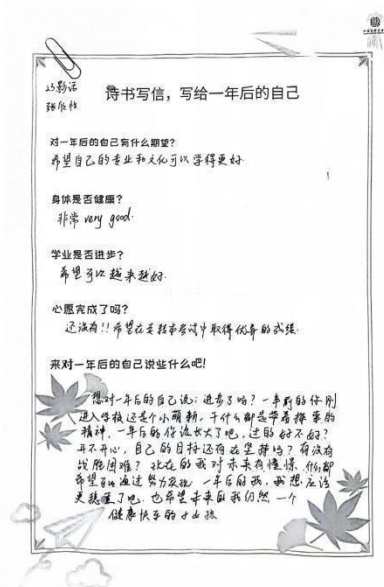 23影活
诗书写信，写给一年后的自己
对一年后的自己有什么期望？
希望自己的专业和文化可以学得更好.
身体是否健康？
非常 very good.
学业是否进步？
希望可以越来越好.
心愿完成了吗？
还没有!! 希望在专转本考试中取得优异的成绩.
来对一年后的自己说些什么吧!
想对一年后的自己说：进步了吗？一年前的你刚
进入学校还是个小萌新，干什么都是带着探索的
精神，一年后的你该长大了吧，过的好不好？
开不开心，自己的目标还有在坚持吗？有没有
战胜困难？现在的我对未来有憧憬，
希望可以通过努力实现，一年后的我，我想应该
更稳重了吧，也希望未来的我仍然一个
健康快乐的小女孩